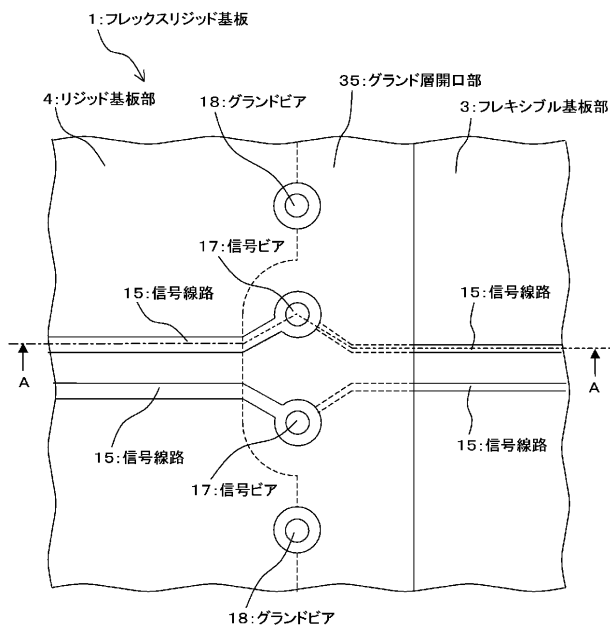 1:フレックスリジッド基板
35:グランド層開口部
4:リジッド基板部
18:グランドビア
3:フレキシブル基板部
17:信号ビア
15:信号線路
15:信号線路
A
A
15:信号線路
15:信号線路
17:信号ビア
18:グランドビア